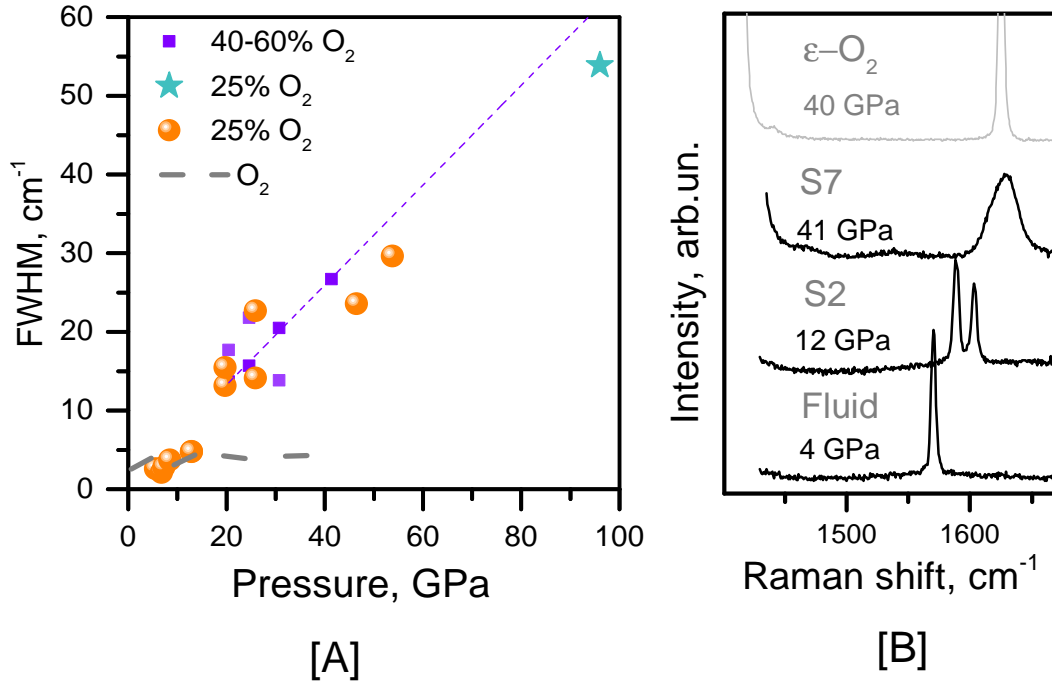 60
50
40
30
20
10
0
FWHM, cm-1
40-60% O2
25% O2
25% O2
O2
0 20 40 60 80 100
Pressure, GPa
[A]
Intensity, arb.un.
ε–O2
40 GPa
S7
41 GPa
S2
12 GPa
Fluid
4 GPa
1500 1600
Raman shift, cm-1
[B]